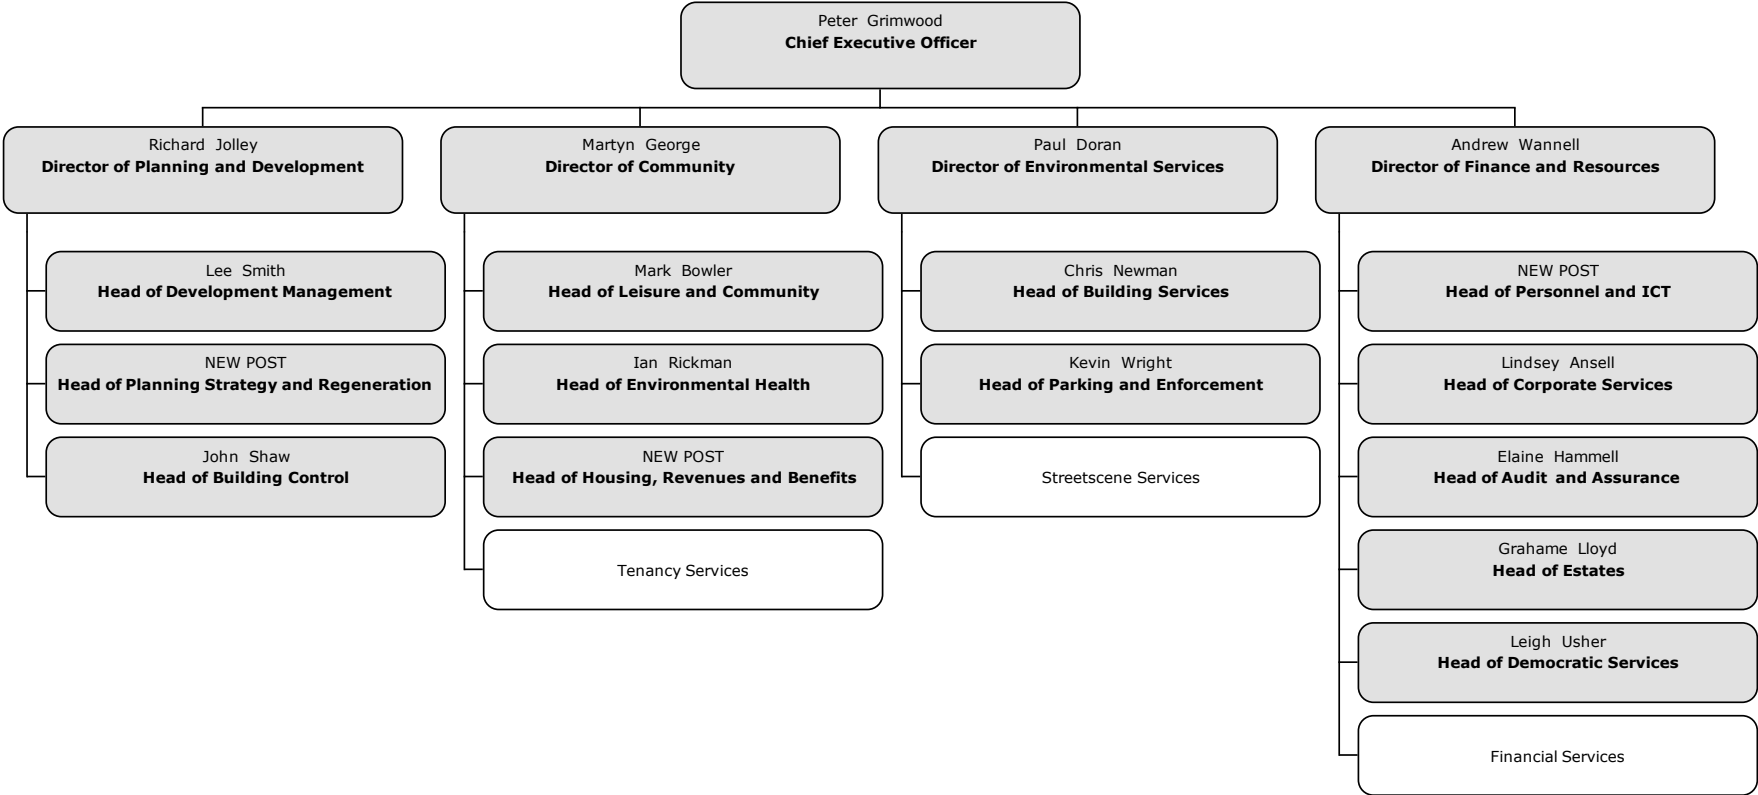 Peter Grimwood
Chief Executive Officer
Richard Jolley
Director of Planning and Development
Martyn George
Director of Community
Paul Doran
Director of Environmental Services
Andrew Wannell
Director of Finance and Resources
Lee Smith
Head of Development Management
NEW POST
Head of Planning Strategy and Regeneration
John Shaw
Head of Building Control
Mark Bowler
Head of Leisure and Community
Ian Rickman
Head of Environmental Health
NEW POST
Head of Housing, Revenues and Benefits
Tenancy Services
Chris Newman
Head of Building Services
Kevin Wright
Head of Parking and Enforcement
Streetscene Services
NEW POST
Head of Personnel and ICT
Lindsey Ansell
Head of Corporate Services
Elaine Hammell
Head of Audit and Assurance
Grahame Lloyd
Head of Estates
Leigh Usher
Head of Democratic Services
Financial Services